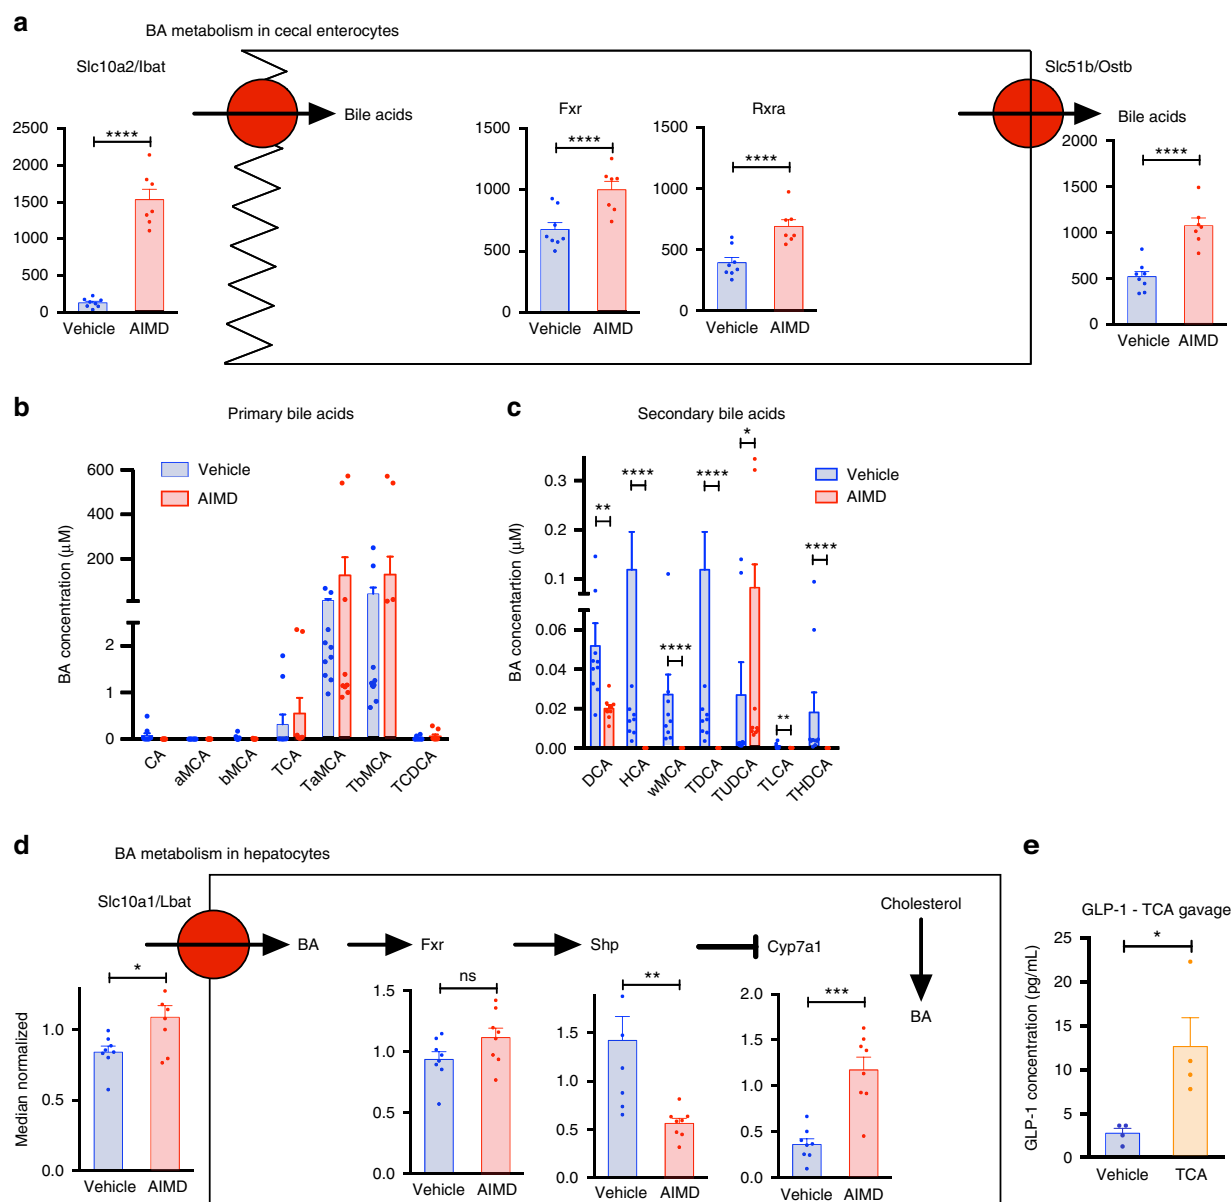 a
BA metabolism in cecal enterocytes
Slc10a2/Ibat
Slc51b/Ostb
Bile acids
Fxr
Rxra
Bile acids
2500
2000
1500
1000
500
0
****
Vehicle AIMD
1500
1000
500
0
****
Vehicle AIMD
1500
1000
500
0
****
Vehicle AIMD
2000
1500
1000
500
0
****
Vehicle AIMD
b
Primary bile acids
Vehicle
AIMD
BA concentration (μM)
600
400
200
2
1
0
CA aMCA bMCA TCA TaMCA TbMCA TCDCA
c
Secondary bile acids
Vehicle
AIMD
BA concentartion (μM)
0.3
0.2
0.1
0.06
0.04
0.02
0.00
** **** **** **** * ** ****
DCA HCA wMCA TDCA TUDCA TLCA THDCA
d
BA metabolism in hepatocytes
Slc10a1/Lbat
BA
Fxr
Shp
Cyp7a1
Cholesterol
BA
Median normalized
1.0
0.5
0.0
*
Vehicle AIMD
1.5
1.0
0.5
0.0
ns
Vehicle AIMD
1.5
1.0
0.5
0.0
**
Vehicle AIMD
2.0
1.5
1.0
0.5
0.0
***
Vehicle AIMD
e
GLP-1 - TCA gavage
GLP-1 concentration (pg/mL)
25
20
15
10
5
0
*
Vehicle TCA